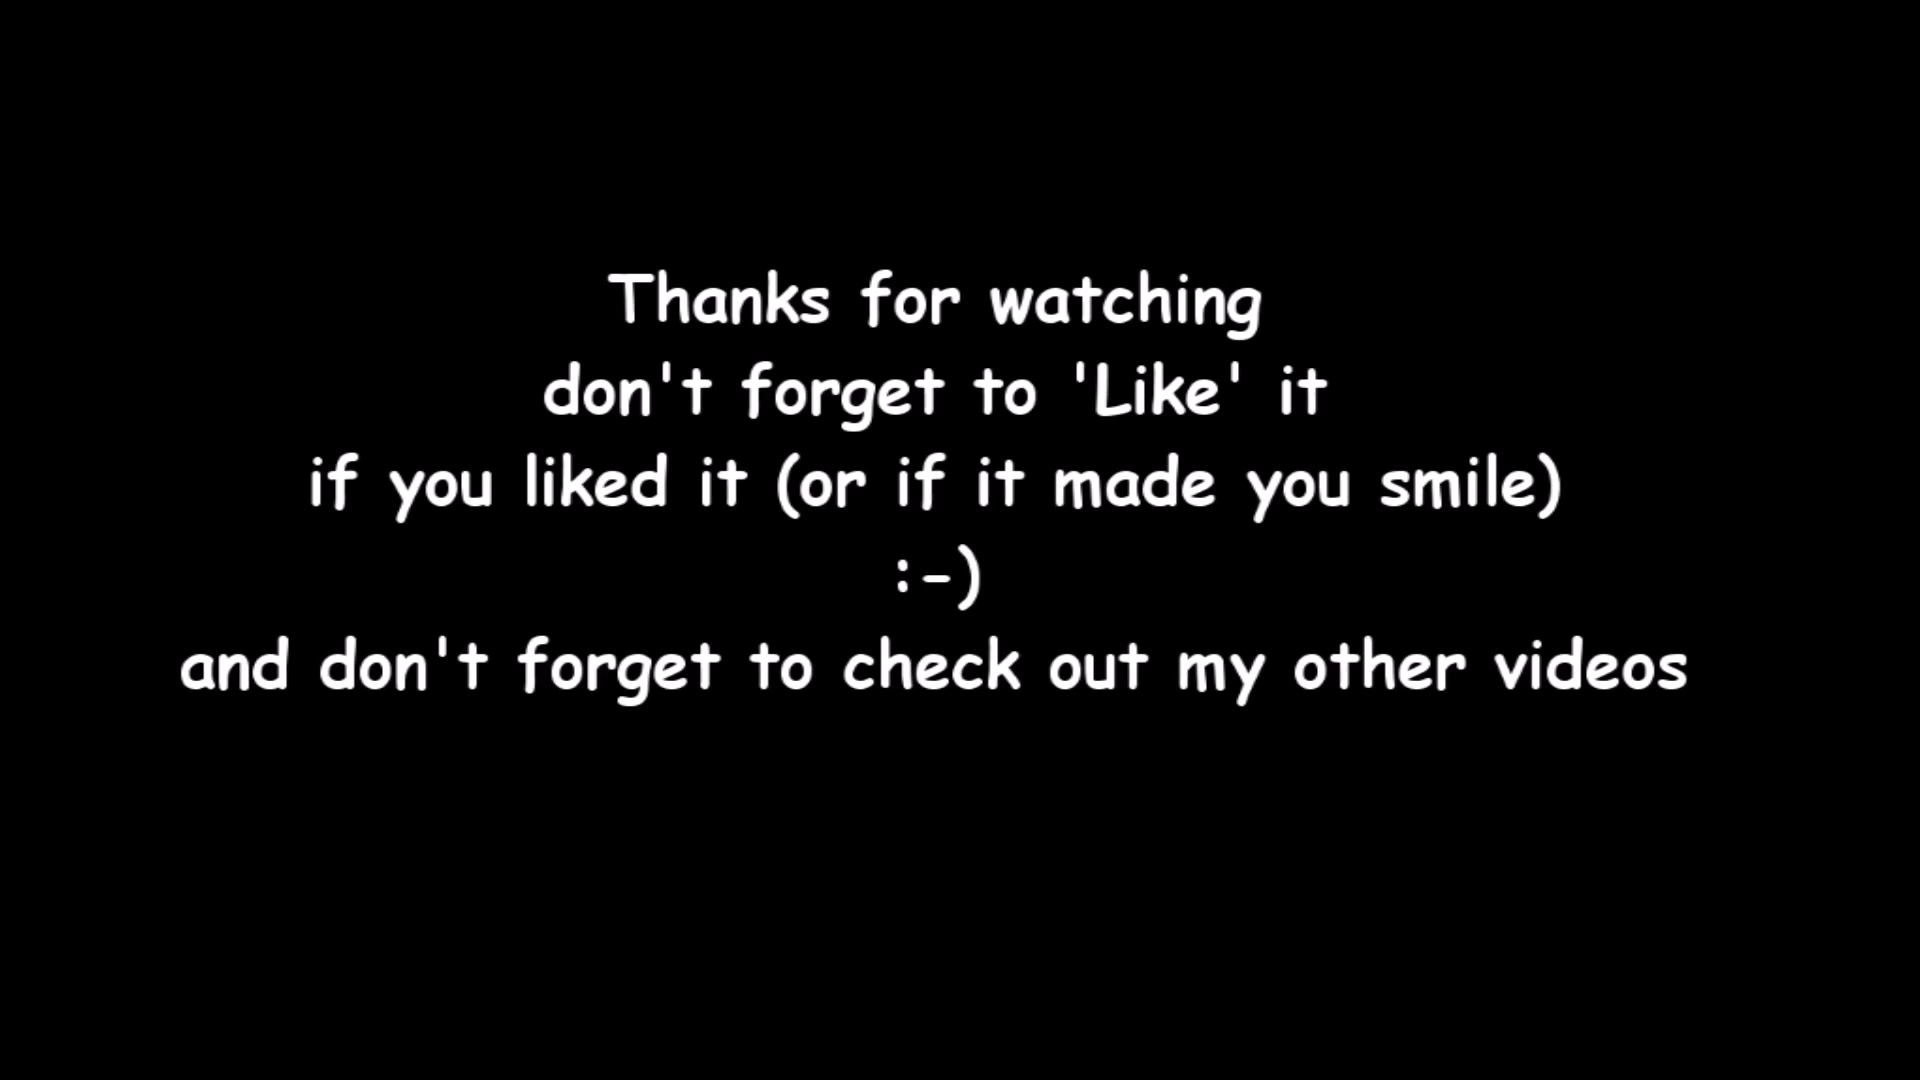 Thanks for watching
don't forget to 'Like' it
if you liked it (or if it made you smile)
:-)
and don't forget to check out my other videos